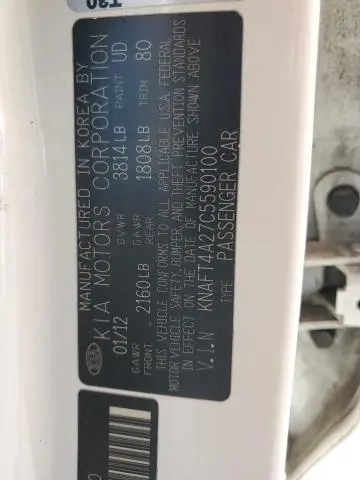 MANUFACTURED IN KOREA BY
KIA MOTORS CORPORATION
KIA
01/12 GVWR 3814LB PAINT UD
GAWR FRONT 2160LB GAWR REAR 1808LB TRIM 80
THIS VEHICLE CONFORMS TO ALL APPLICABLE U.S.A. FEDERAL
MOTOR VEHICLE SAFETY, BUMPER, AND THEFT PREVENTION STANDARDS
IN EFFECT ON THE DATE OF MANUFACTURE SHOWN ABOVE
V.I.N KNAFT4A27C5590100
TYPE PASSENGER CAR